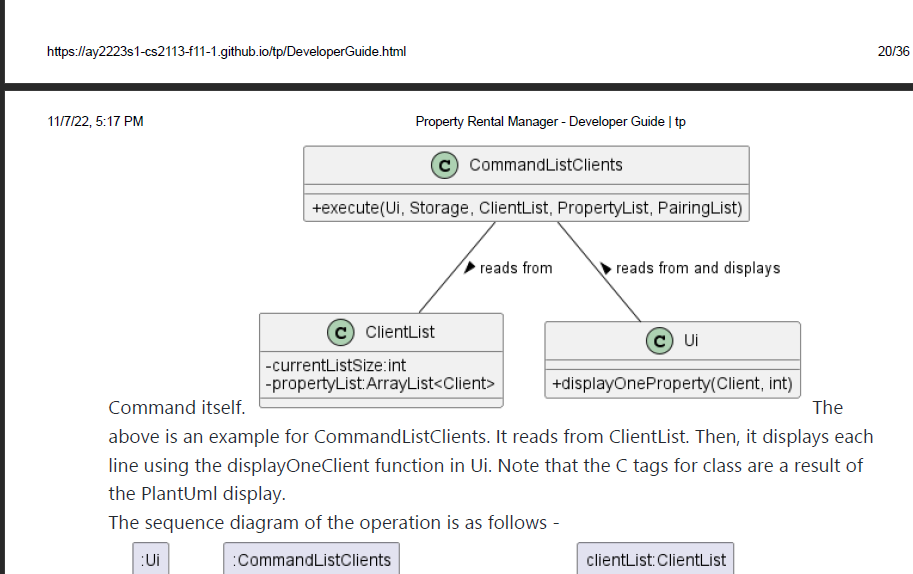 https://ay2223s1-cs2113-f11-1.github.io/tp/DeveloperGuide.html 20/36
11/7/22, 5:17 PM Property Rental Manager - Developer Guide | tp
C CommandListClients
+execute(Ui, Storage, ClientList, PropertyList, PairingList)
reads from
reads from and displays
C ClientList
-currentListSize:int
-propertyList:ArrayList<Client>
C Ui
+displayOneProperty(Client, int)
Command itself. The
above is an example for CommandListClients. It reads from ClientList. Then, it displays each
line using the displayOneClient function in Ui. Note that the C tags for class are a result of
the PlantUml display.
The sequence diagram of the operation is as follows -
:Ui :CommandListClients clientList:ClientList